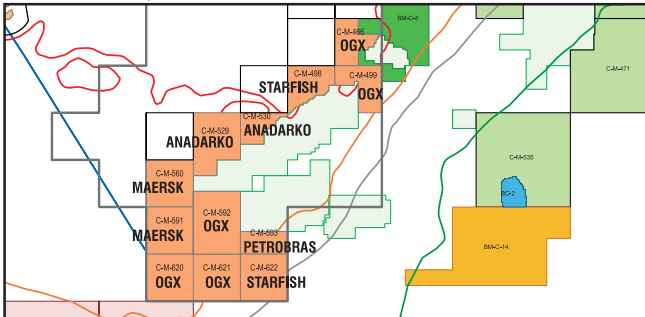 BM-C-8
C-M-466
OGX
C-M-471
C-M-498
C-M-499
STARFISH
OGX
C-M-529
C-M-530
ANADARKO
ANADARKO
C-M-535
C-M-560
MAERSK
BC-2
C-M-591
C-M-592
OGX
MAERSK
C-M-593
PETROBRAS
BM-C-14
C-M-620
C-M-621
C-M-622
OGX
OGX
STARFISH